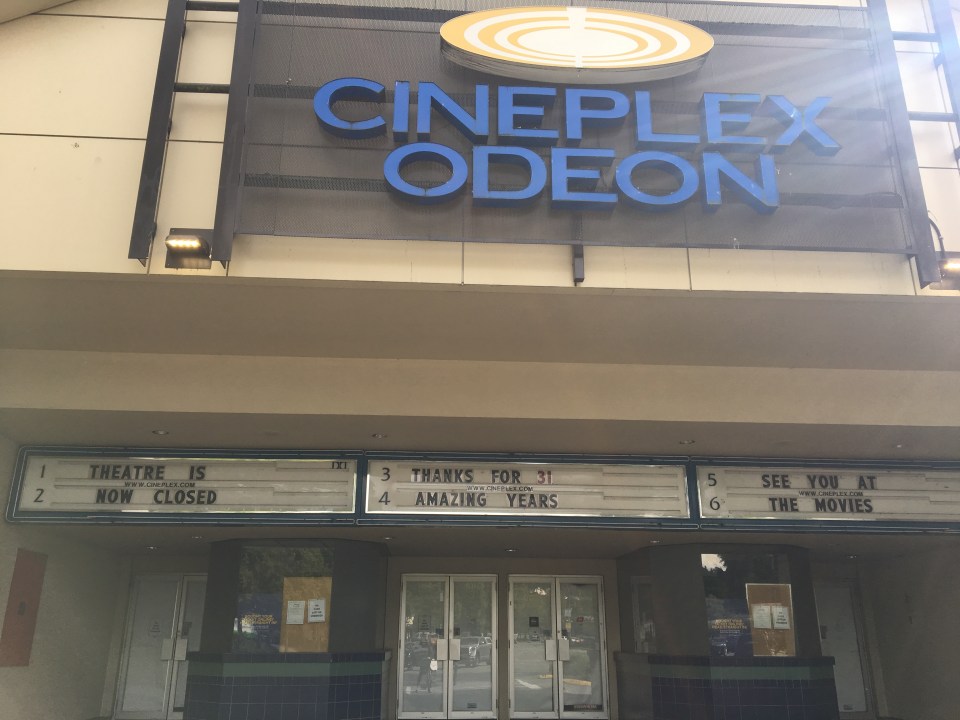 CINEPLEX
ODEON
1 THEATRE IS
WWW.CINEPLEX.COM
2 NOW CLOSED
3 THANKS FOR 31
WWW.CINEPLEX.COM
4 AMAZING YEARS
5 SEE YOU AT
WWW.CINEPLEX.COM
6 THE MOVIES